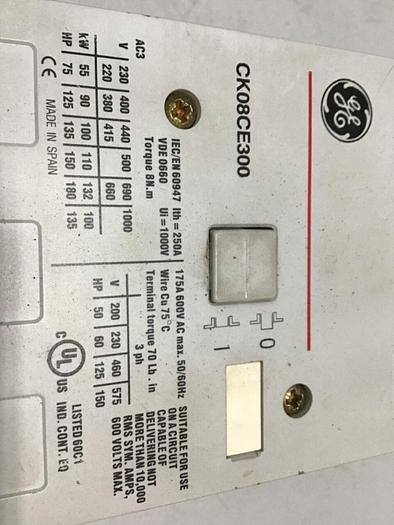 GE
CK08CE300
0
1
IEC/EN 60947 Ith = 250A
VDE 0660 Ui = 1000V
Torque 8N.m
AC3
V 230 400 440 500 690 1000
220 380 415 660
kW 55 90 100 110 132 100
HP 75 125 135 150 180 135
CE MADE IN SPAIN
175A 600V AC max. 50/60Hz
Wire Cu 75°C
Terminal torque 70 Lb . in
3 ph
V 200 230 460 575
HP 50 60 125 150
C UL US LISTED 60C1
IND. CONT. EQ
SUITABLE FOR USE
ON A CIRCUIT
CAPABLE OF
DELIVERING NOT
MORE THAN 10,000
RMS SYM. AMPS,
600 VOLTS MAX.